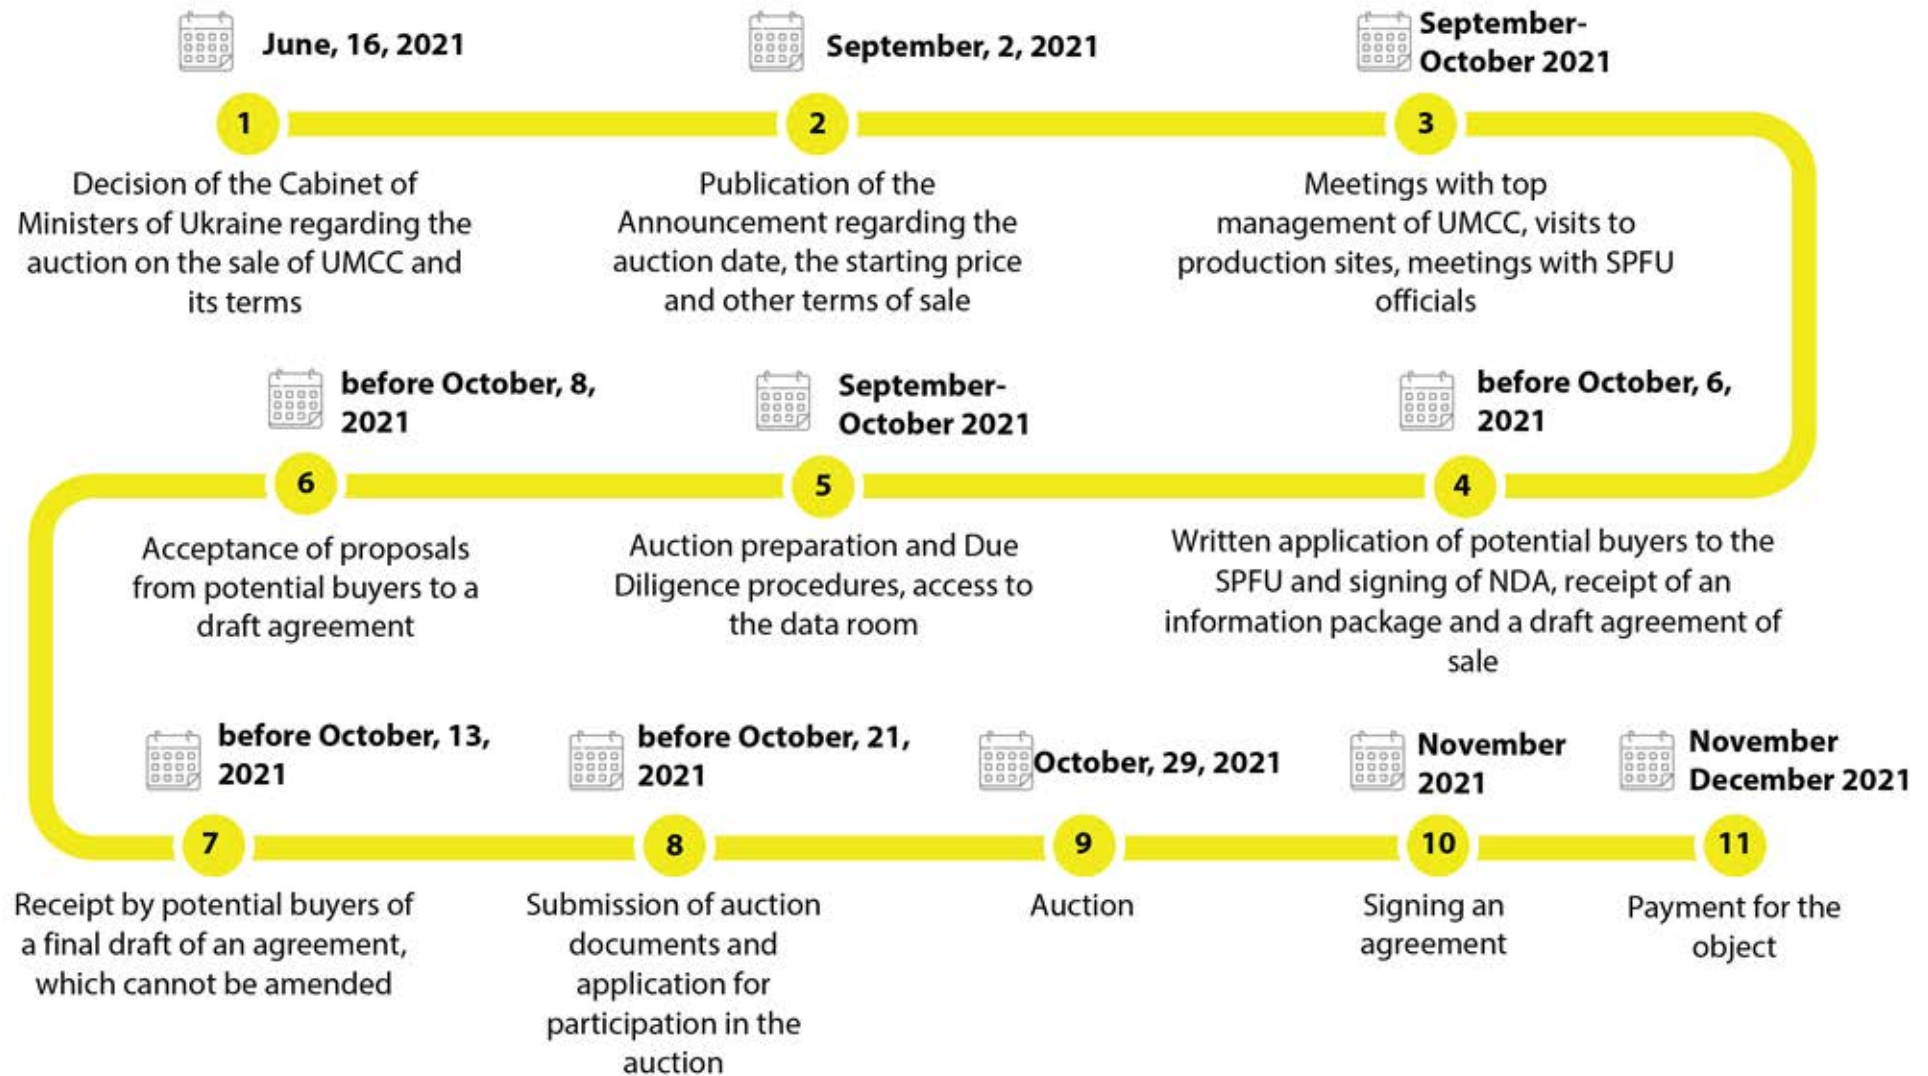 June, 16, 2021
1
Decision of the Cabinet of
Ministers of Ukraine regarding the
auction on the sale of UMCC and
its terms
September, 2, 2021
2
Publication of the
Announcement regarding the
auction date, the starting price
and other terms of sale
September-
October 2021
3
Meetings with top
management of UMCC, visits to
production sites, meetings with SPFU
officials
before October, 6,
2021
4
Written application of potential buyers to the
SPFU and signing of NDA, receipt of an
information package and a draft agreement of
sale
September-
October 2021
5
Auction preparation and Due
Diligence procedures, access to
the data room
before October, 8,
2021
6
Acceptance of proposals
from potential buyers to a
draft agreement
before October, 13,
2021
7
Receipt by potential buyers of
a final draft of an agreement,
which cannot be amended
before October, 21,
2021
8
Submission of auction
documents and
application for
participation in the
auction
October, 29, 2021
9
Auction
November
2021
10
Signing an
agreement
November
December 2021
11
Payment for the
object